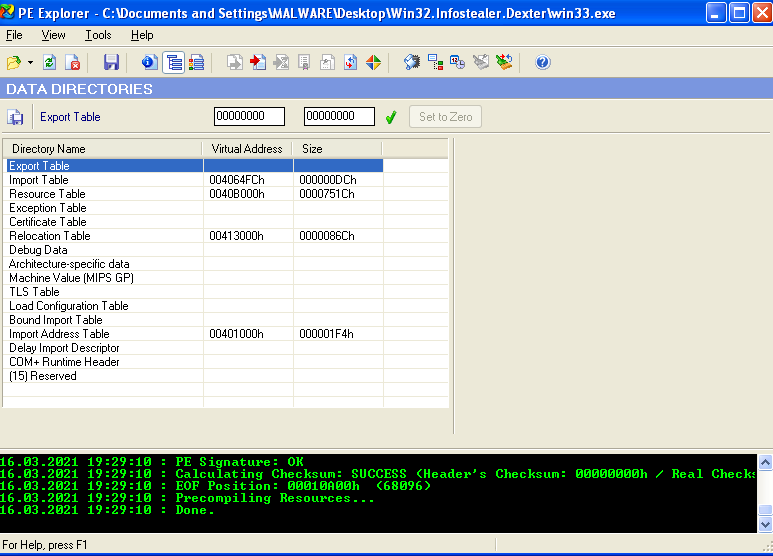 PE Explorer - C:\Documents and Settings\MALWARE\Desktop\Win32.Infostealer.Dexter\win33.exe
File View Tools Help
DATA DIRECTORIES
Export Table 00000000 00000000 Set to Zero
Directory Name Virtual Address Size
Export Table
Import Table 004064FCh 000000DCh
Resource Table 0040B000h 0000751Ch
Exception Table
Certificate Table
Relocation Table 00413000h 0000086Ch
Debug Data
Architecture-specific data
Machine Value (MIPS GP)
TLS Table
Load Configuration Table
Bound Import Table
Import Address Table 00401000h 000001F4h
Delay Import Descriptor
COM+ Runtime Header
(15) Reserved
16.03.2021 19:29:10 : PE Signature: OK
16.03.2021 19:29:10 : Calculating Checksum: SUCCESS (Header's Checksum: 00000000h / Real Checks
16.03.2021 19:29:10 : EOF Position: 00010A00h (68096)
16.03.2021 19:29:10 : Precompiling Resources...
16.03.2021 19:29:10 : Done.
For Help, press F1